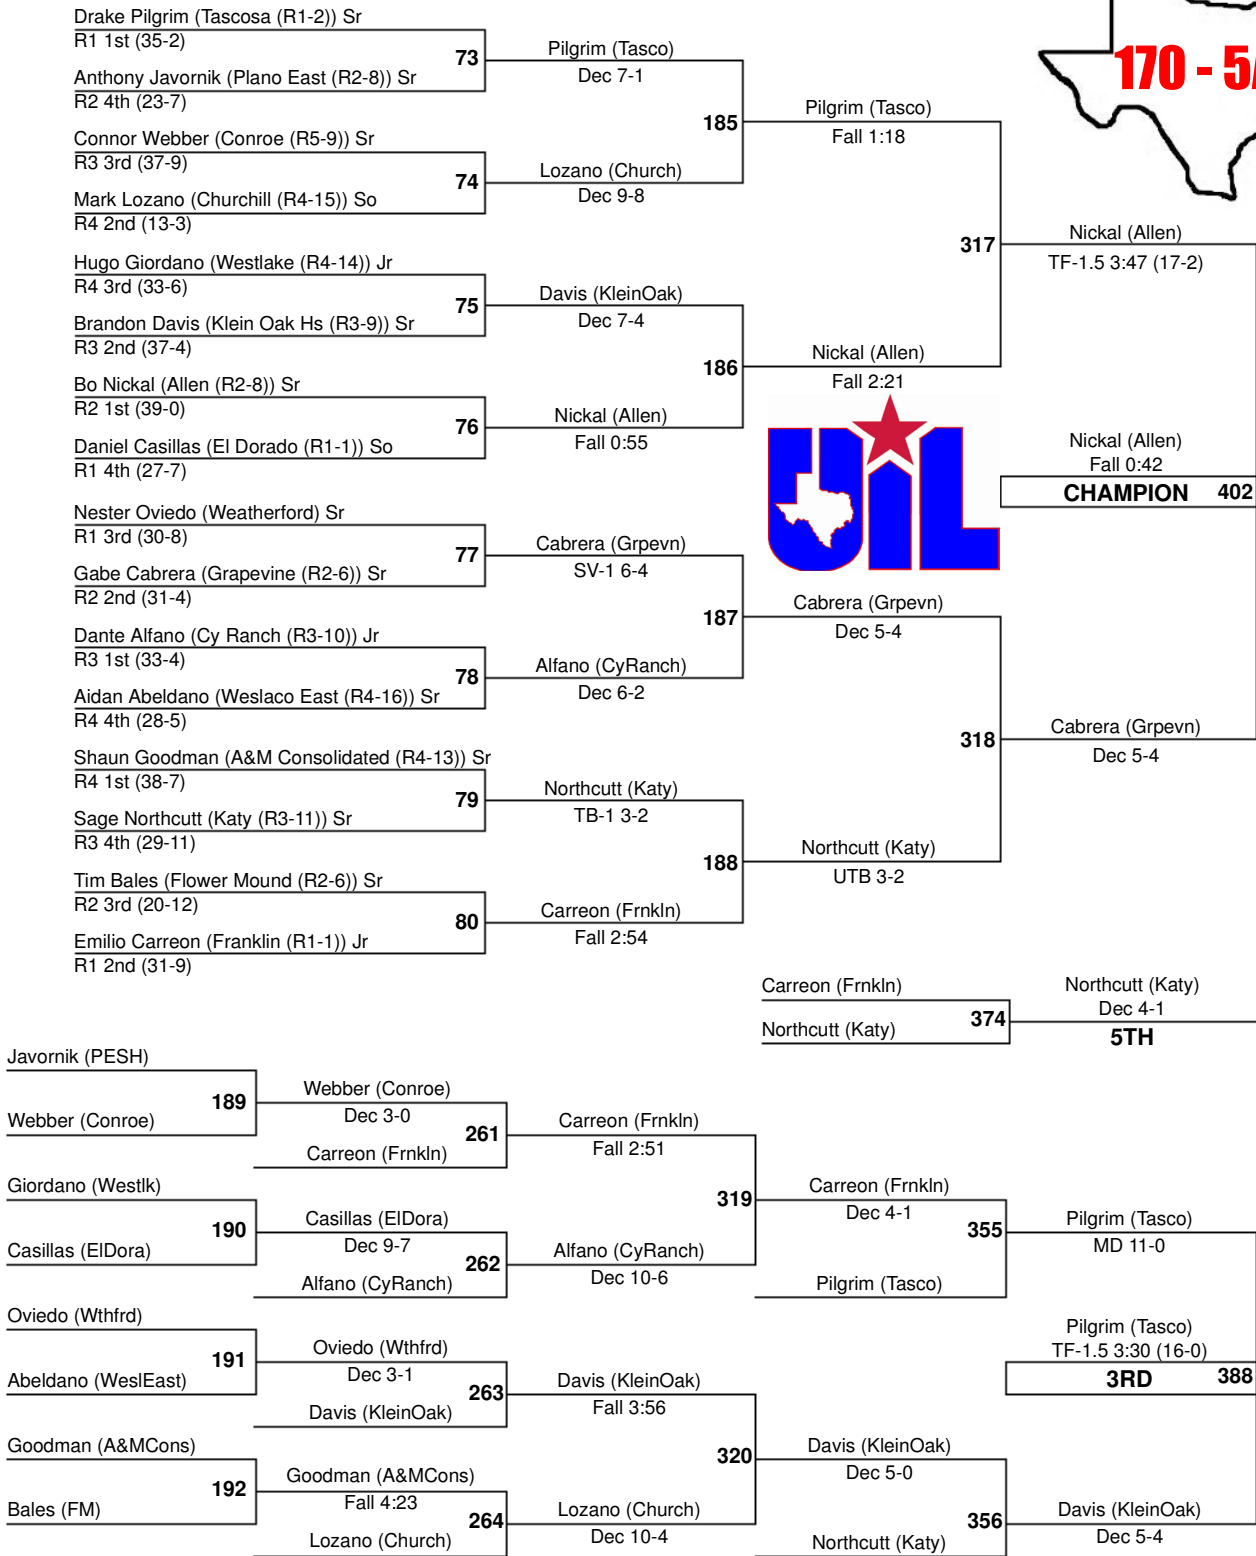 Drake Pilgrim (Tascosa (R1-2)) Sr
R1 1st (35-2)
73
Anthony Javornik (Plano East (R2-8)) Sr
R2 4th (23-7)
Pilgrim (Tasco)
Dec 7-1
Connor Webber (Conroe (R5-9)) Sr
R3 3rd (37-9)
74
Mark Lozano (Churchill (R4-15)) So
R4 2nd (13-3)
Lozano (Church)
Dec 9-8
185
Pilgrim (Tasco)
Fall 1:18
Hugo Giordano (Westlake (R4-14)) Jr
R4 3rd (33-6)
75
Brandon Davis (Klein Oak Hs (R3-9)) Sr
R3 2nd (37-4)
Davis (KleinOak)
Dec 7-4
Bo Nickal (Allen (R2-8)) Sr
R2 1st (39-0)
76
Daniel Casillas (El Dorado (R1-1)) So
R1 4th (27-7)
Nickal (Allen)
Fall 0:55
186
Nickal (Allen)
Fall 2:21
317
Nickal (Allen)
TF-1.5 3:47 (17-2)
170 - 5
UIL
Nickal (Allen)
Fall 0:42
CHAMPION 402
Nester Oviedo (Weatherford) Sr
R1 3rd (30-8)
77
Gabe Cabrera (Grapevine (R2-6)) Sr
R2 2nd (31-4)
Cabrera (Grpevn)
SV-1 6-4
Dante Alfano (Cy Ranch (R3-10)) Jr
R3 1st (33-4)
78
Aidan Abeldano (Weslaco East (R4-16)) Sr
R4 4th (28-5)
Alfano (CyRanch)
Dec 6-2
187
Cabrera (Grpevn)
Dec 5-4
Shaun Goodman (A&M Consolidated (R4-13)) Sr
R4 1st (38-7)
79
Sage Northcutt (Katy (R3-11)) Sr
R3 4th (29-11)
Northcutt (Katy)
TB-1 3-2
Tim Bales (Flower Mound (R2-6)) Sr
R2 3rd (20-12)
80
Emilio Carreon (Franklin (R1-1)) Jr
R1 2nd (31-9)
Carreon (Frnkln)
Fall 2:54
188
Northcutt (Katy)
UTB 3-2
318
Cabrera (Grpevn)
Dec 5-4
Carreon (Frnkln)
374
Northcutt (Katy)
Northcutt (Katy)
Dec 4-1
5TH
Javornik (PESH)
189
Webber (Conroe)
Webber (Conroe)
Dec 3-0
261
Carreon (Frnkln)
Carreon (Frnkln)
Fall 2:51
Giordano (Westlk)
190
Casillas (ElDora)
Casillas (ElDora)
Dec 9-7
262
Alfano (CyRanch)
Alfano (CyRanch)
Dec 10-6
319
Carreon (Frnkln)
Dec 4-1
355
Pilgrim (Tasco)
Pilgrim (Tasco)
MD 11-0
Oviedo (Wthfrd)
191
Abeldano (WeslEast)
Oviedo (Wthfrd)
Dec 3-1
263
Davis (KleinOak)
Davis (KleinOak)
Fall 3:56
Goodman (A&MCons)
192
Bales (FM)
Goodman (A&MCons)
Fall 4:23
264
Lozano (Church)
Lozano (Church)
Dec 10-4
320
Davis (KleinOak)
Dec 5-0
356
Northcutt (Katy)
Davis (KleinOak)
Dec 5-4
Pilgrim (Tasco)
TF-1.5 3:30 (16-0)
3RD 388